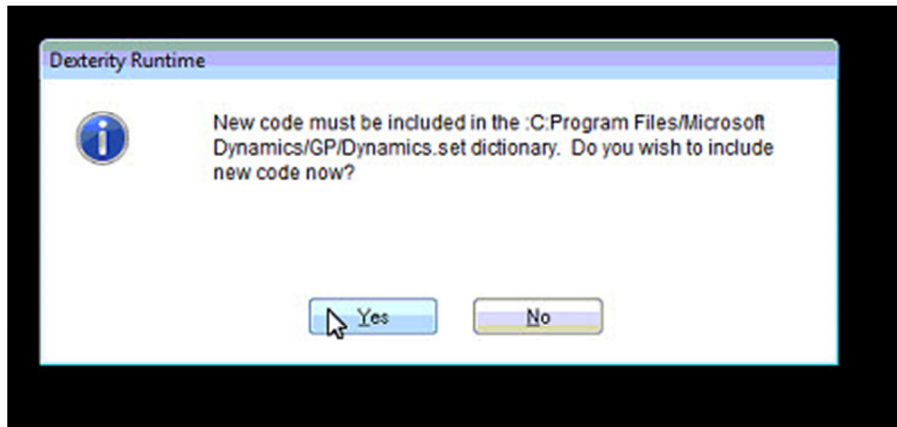 Dexterity Runtime
New code must be included in the :C:Program Files/Microsoft
Dynamics/GP/Dynamics.set dictionary.  Do you wish to include
new code now?
Yes
No